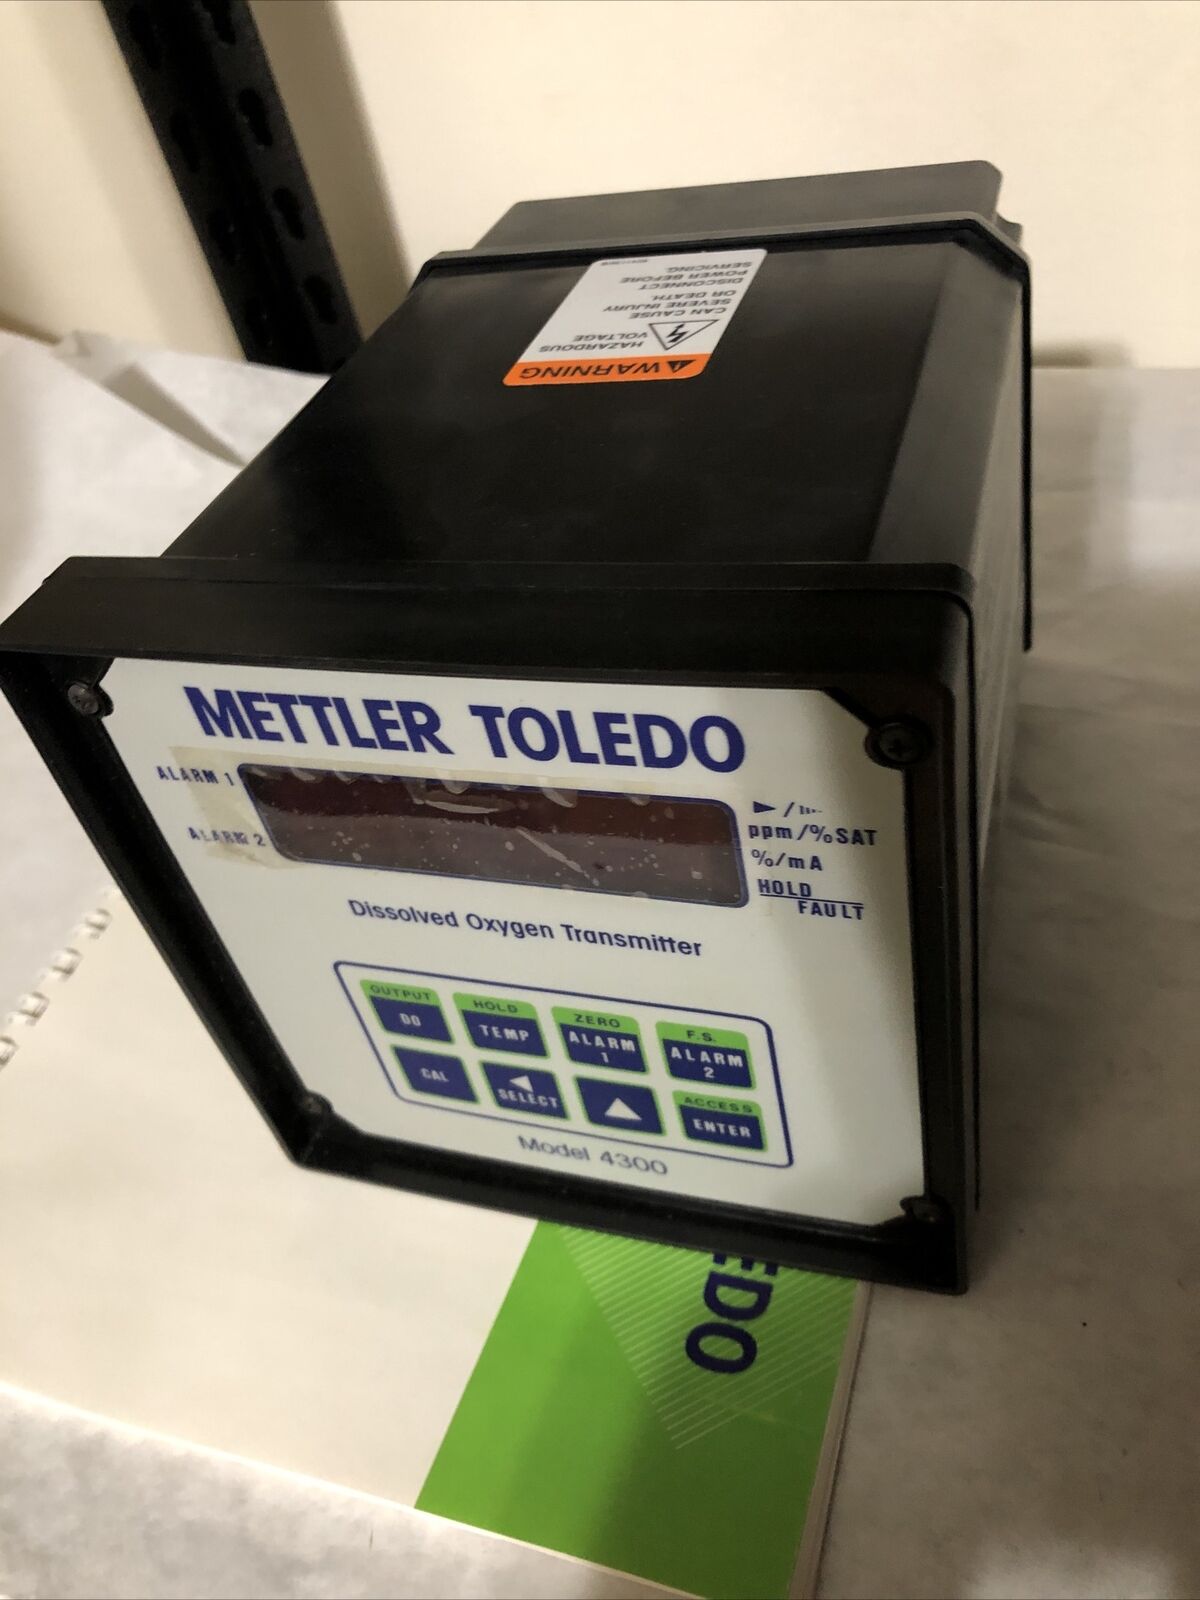 WARNING
HAZARDOUS
VOLTAGE
CAN CAUSE
SEVERE INJURY
OR DEATH.
DISCONNECT
POWER BEFORE
SERVICING.
METTLER TOLEDO
ALARM 1
ALARM 2
ppm/%SAT
%/mA
HOLD
FAULT
Dissolved Oxygen Transmitter
OUTPUT HOLD ZERO F.S.
DO TEMP ALARM 1 ALARM 2
ACCESS
CAL SELECT ENTER
Model 4300
EDO